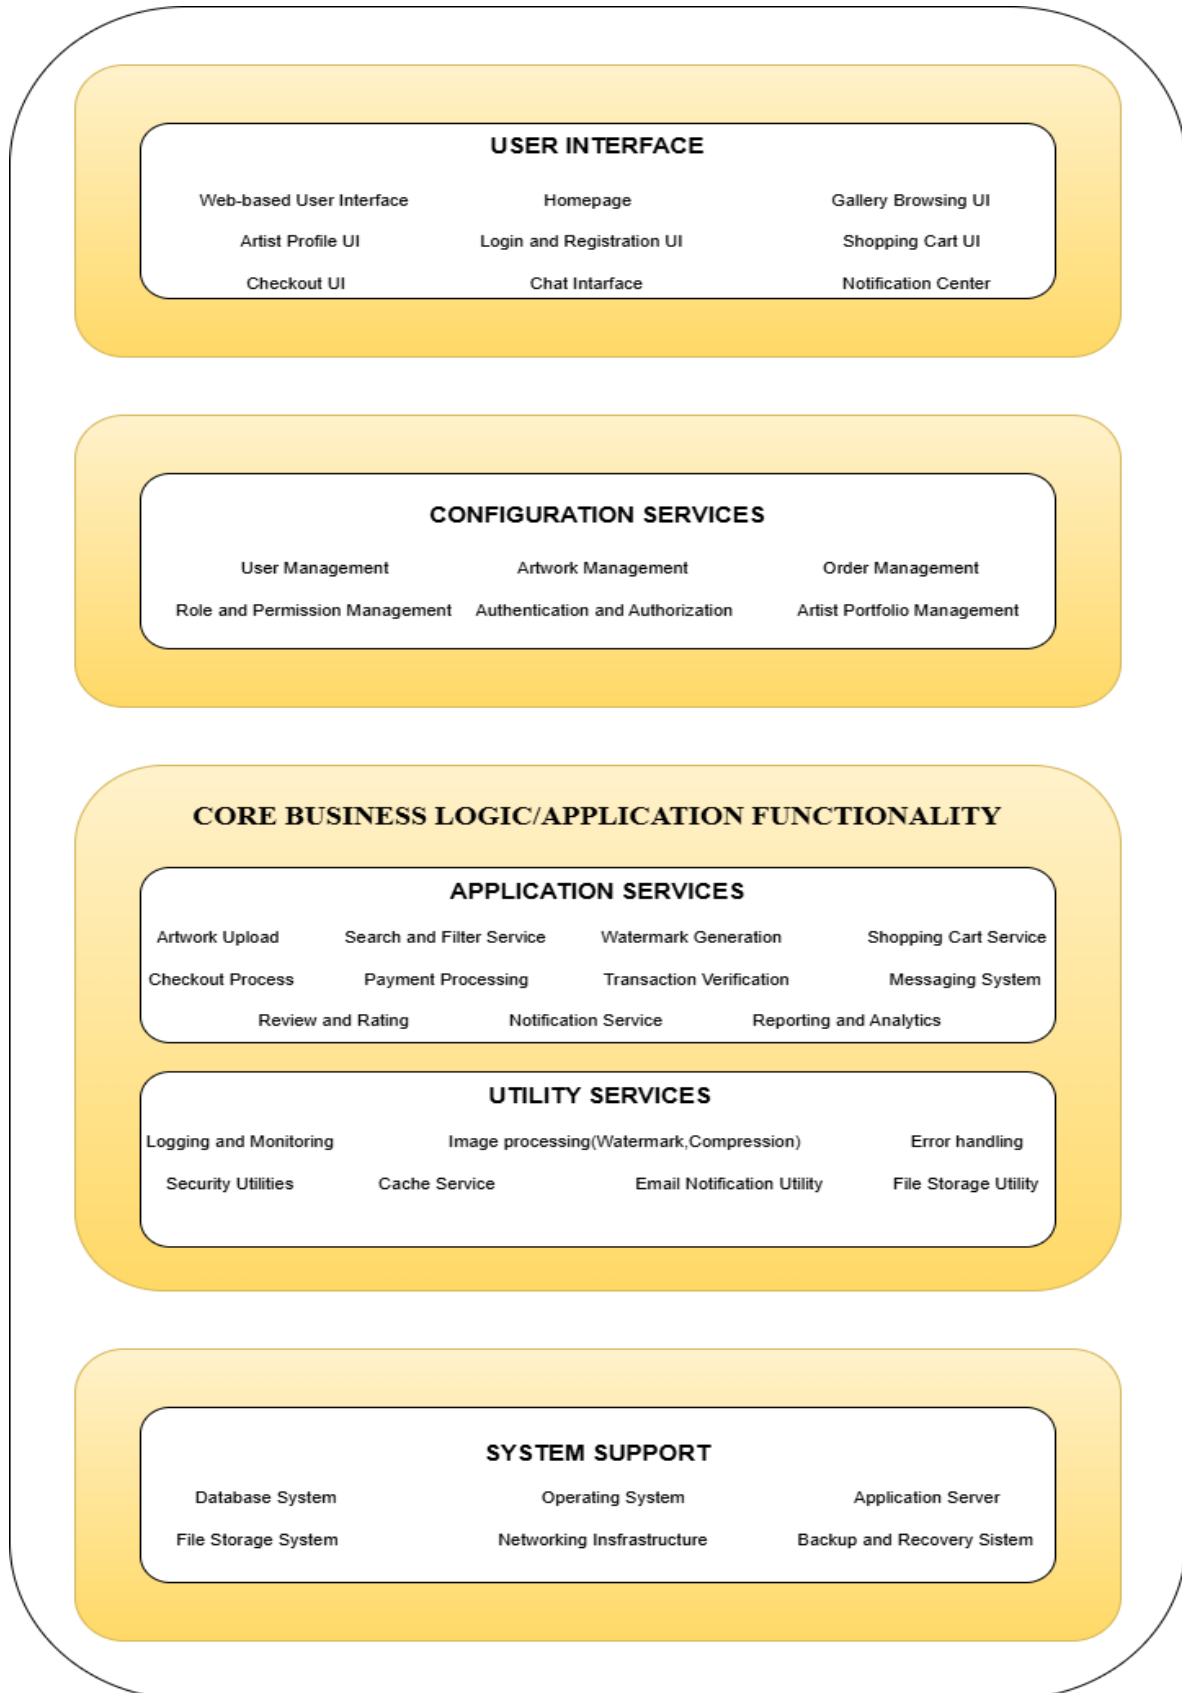 USER INTERFACE
Web-based User Interface Homepage Gallery Browsing UI
Artist Profile UI Login and Registration UI Shopping Cart UI
Checkout UI Chat Intarface Notification Center
CONFIGURATION SERVICES
User Management Artwork Management Order Management
Role and Permission Management Authentication and Authorization Artist Portfolio Management
CORE BUSINESS LOGIC/APPLICATION FUNCTIONALITY
APPLICATION SERVICES
Artwork Upload Search and Filter Service Watermark Generation Shopping Cart Service
Checkout Process Payment Processing Transaction Verification Messaging System
Review and Rating Notification Service Reporting and Analytics
UTILITY SERVICES
Logging and Monitoring Image processing(Watermark,Compression) Error handling
Security Utilities Cache Service Email Notification Utility File Storage Utility
SYSTEM SUPPORT
Database System Operating System Application Server
File Storage System Networking Insfrastructure Backup and Recovery Sistem